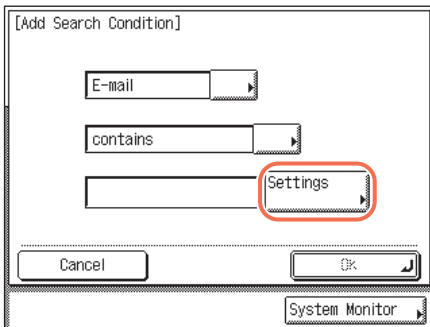 [Add Search Condition]
E-mail
contains
Settings
Cancel
OK
System Monitor